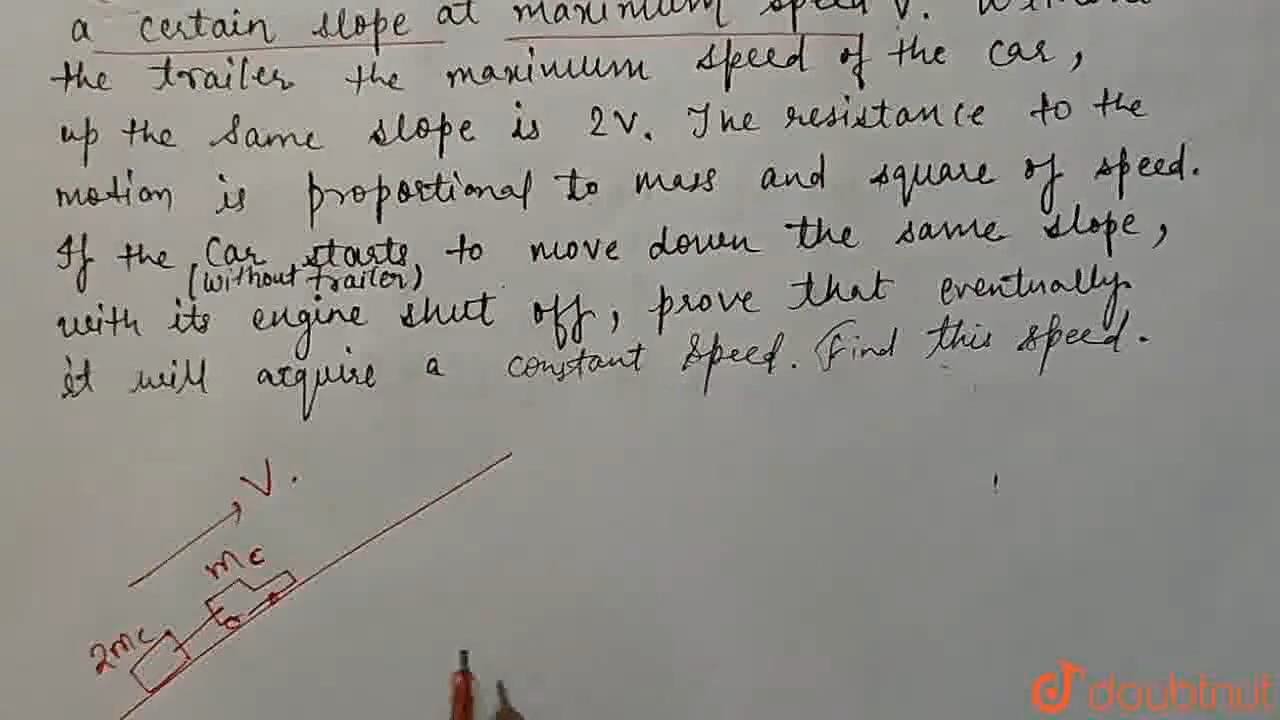 a certain slope at maximum speed V.
the trailer the maximum speed of the car,
up the same slope is 2V. The resistance to the
motion is proportional to mass and square of speed.
If the car starts to move down the same slope,
(without trailer)
with its engine shut off, prove that eventually
it will acquire a constant speed. Find this speed.
V.
mc
2mc
doubtnut